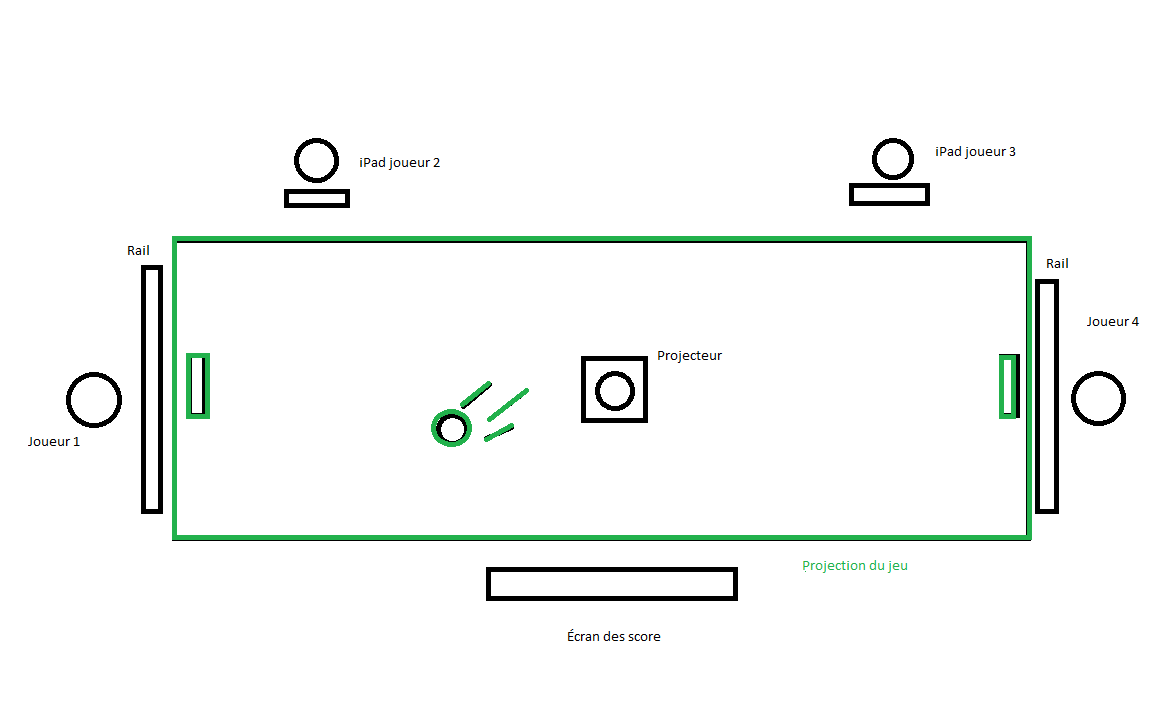 iPad joueur 2
iPad joueur 3
Rail
Rail
Joueur 4
Projecteur
Joueur 1
Projection du jeu
Écran des score